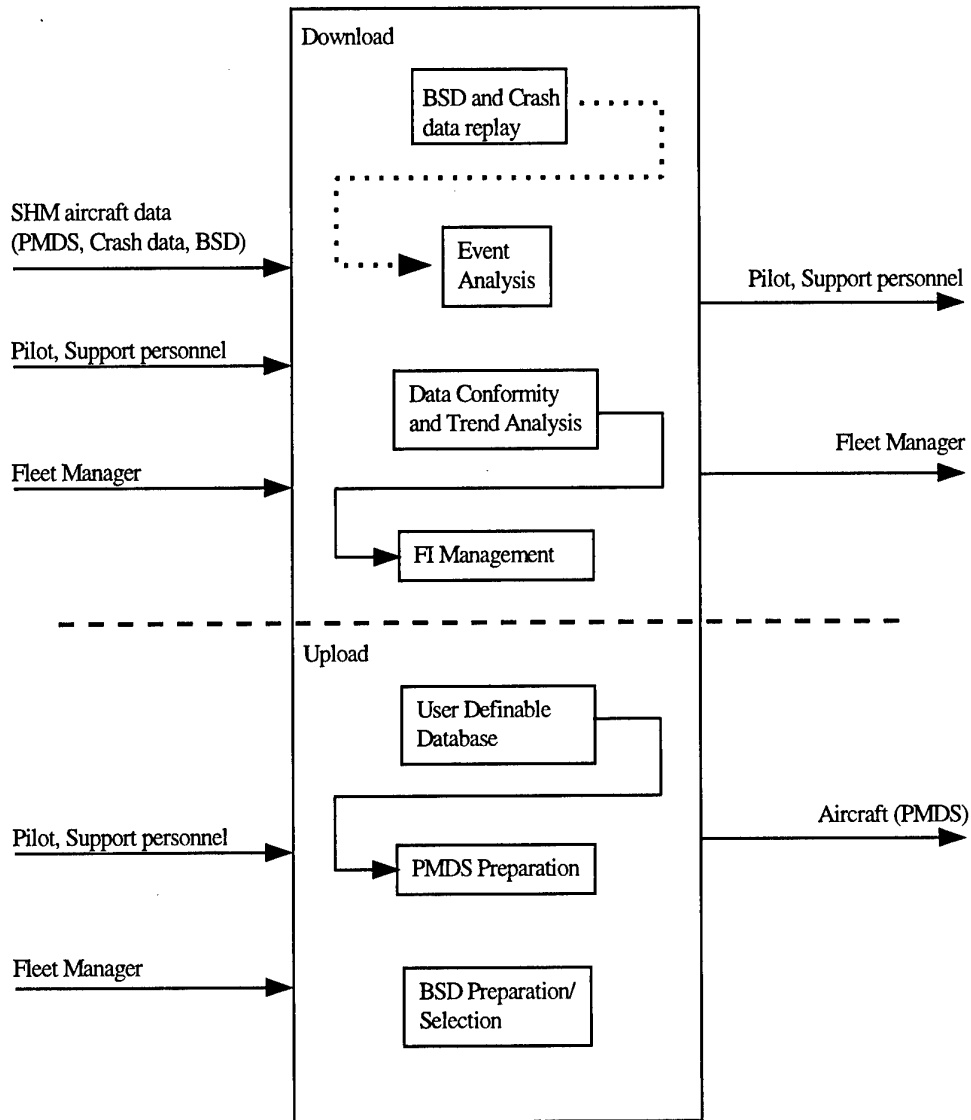 Download
BSD and Crash
data replay
SHM aircraft data
(PMDS, Crash data, BSD)
Event
Analysis
Pilot, Support personnel
Pilot, Support personnel
Data Conformity
and Trend Analysis
Fleet Manager
Fleet Manager
FI Management
Upload
User Definable
Database
Aircraft (PMDS)
Pilot, Support personnel
PMDS Preparation
Fleet Manager
BSD Preparation/
Selection